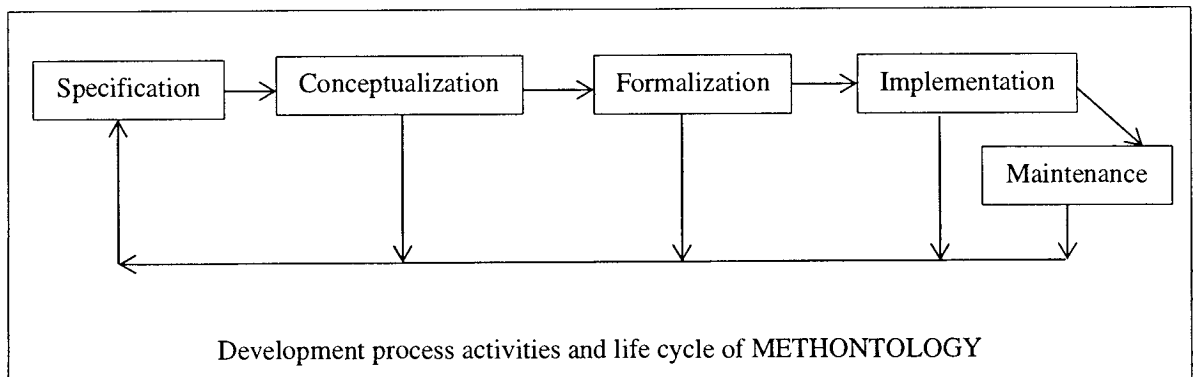 Specification
Conceptualization
Formalization
Implementation
Maintenance
Development process activities and life cycle of METHONTOLOGY